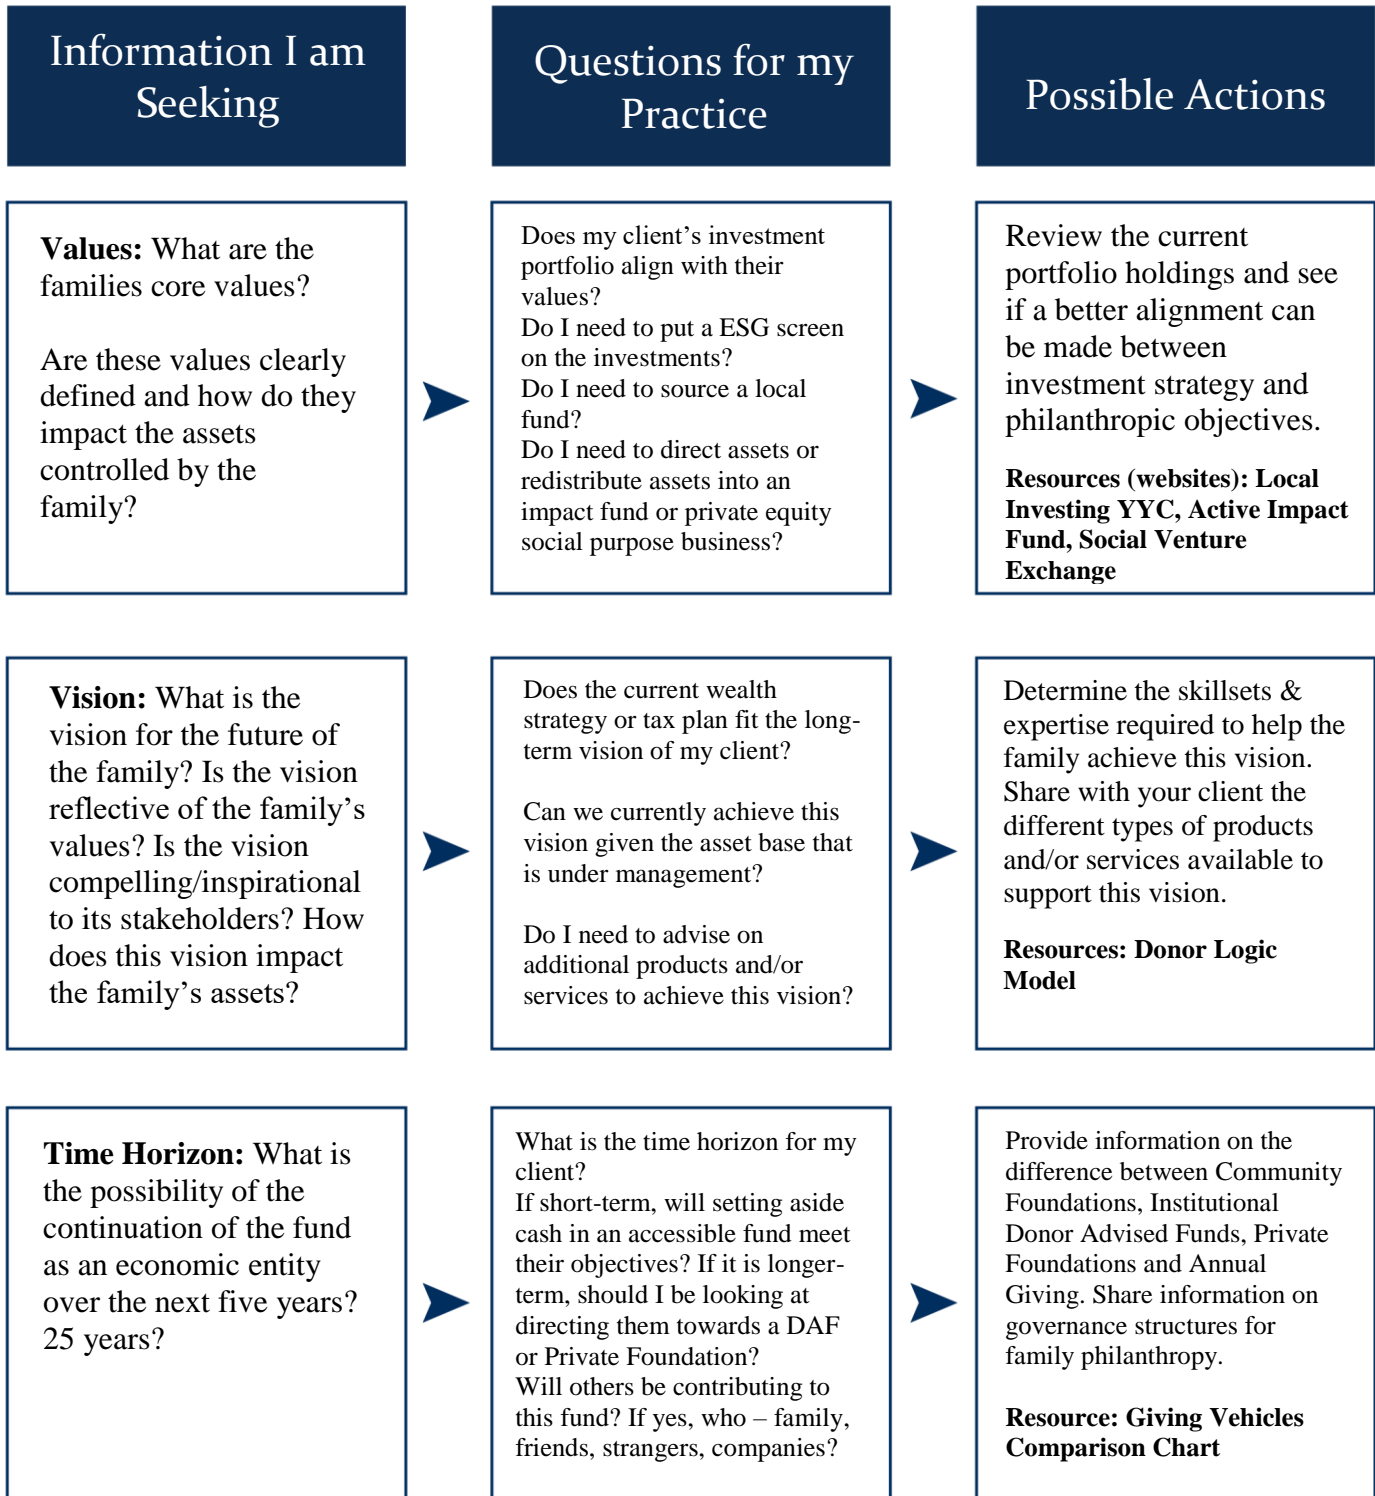 Information I am
Seeking
Questions for my
Practice
Possible Actions
Values: What are the
families core values?
Are these values clearly
defined and how do they
impact the assets
controlled by the
family?
Does my client's investment
portfolio align with their
values?
Do I need to put a ESG screen
on the investments?
Do I need to source a local
fund?
Do I need to direct assets or
redistribute assets into an
impact fund or private equity
social purpose business?
Review the current
portfolio holdings and see
if a better alignment can
be made between
investment strategy and
philanthropic objectives.
Resources (websites): Local
Investing YYC, Active Impact
Fund, Social Venture
Exchange
Vision: What is the
vision for the future of
the family? Is the vision
reflective of the family's
values? Is the vision
compelling/inspirational
to its stakeholders? How
does this vision impact
the family's assets?
Does the current wealth
strategy or tax plan fit the long-
term vision of my client?
Can we currently achieve this
vision given the asset base that
is under management?
Do I need to advise on
additional products and/or
services to achieve this vision?
Determine the skillsets &
expertise required to help the
family achieve this vision.
Share with your client the
different types of products
and/or services available to
support this vision.
Resources: Donor Logic
Model
Time Horizon: What is
the possibility of the
continuation of the fund
as an economic entity
over the next five years?
25 years?
What is the time horizon for my
client?
If short-term, will setting aside
cash in an accessible fund meet
their objectives? If it is longer-
term, should I be looking at
directing them towards a DAF
or Private Foundation?
Will others be contributing to
this fund? If yes, who – family,
friends, strangers, companies?
Provide information on the
difference between Community
Foundations, Institutional
Donor Advised Funds, Private
Foundations and Annual
Giving. Share information on
governance structures for
family philanthropy.
Resource: Giving Vehicles
Comparison Chart